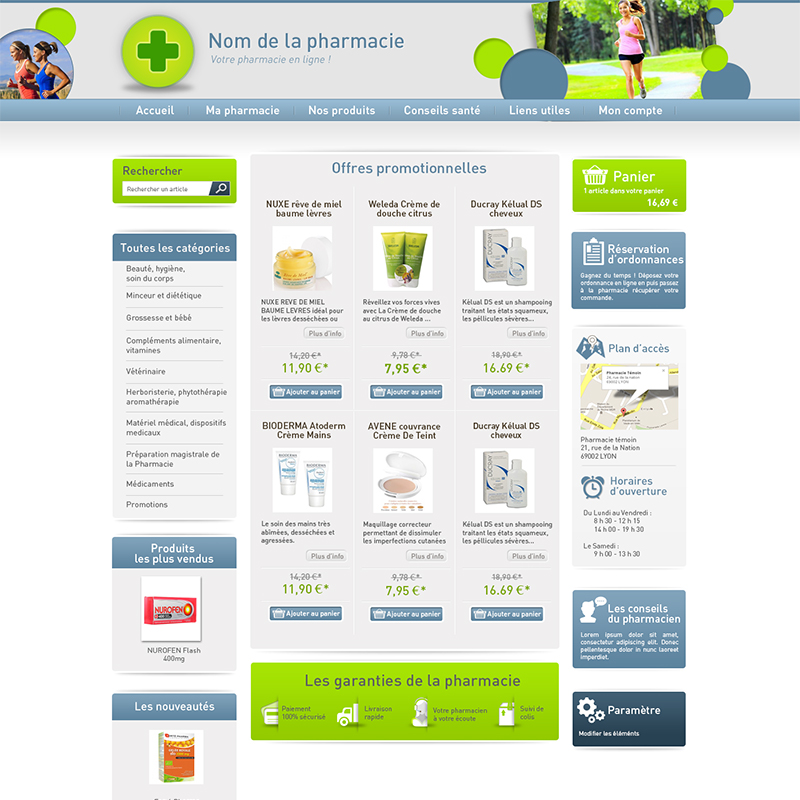 Nom de la pharmacie
Votre pharmacie en ligne !
Accueil
Ma pharmacie
Nos produits
Conseils santé
Liens utiles
Mon compte
Rechercher
Rechercher un article
Toutes les catégories
Beauté, hygiène,
soin du corps
Minceur et diététique
Grossesse et bébé
Compléments alimentaire,
vitamines
Vétérinaire
Herboristerie, phytothérapie
aromathérapie
Matériel médical, dispositifs
medicaux
Préparation magistrale de
la Pharmacie
Médicaments
Promotions
Produits
les plus vendus
NUROFEN
NUROFEN Flash
400mg
Les nouveautés
Offres promotionnelles
NUXE rêve de miel
baume lèvres
NUXE REVE DE MIEL
BAUME LEVRES idéal pour
les lèvres desséchées ou
Plus d'info
14,20 €*
11,90 €*
Ajouter au panier
Weleda Crème de
douche citrus
Réveillez vos forces vives
avec La Crème de douche
au citrus de Weleda ...
Plus d'info
9,78 €*
7,95 €*
Ajouter au panier
Ducray Kélual DS
cheveux
DUCRAY
Kélual DS est un shampooing
traitant les états squameux,
les péllicules sévères...
Plus d'info
18,90 €*
16.69 €*
Ajouter au panier
BIODERMA Atoderm
Crème Mains
BIODERMA
Le soin des mains très
abîmées, desséchées et
agressées.
Plus d'info
14,20 €*
11,90 €*
Ajouter au panier
AVENE couvrance
Crème De Teint
Maquillage correcteur
permettant de dissimuler
les imperfections cutanées
Plus d'info
9,78 €*
7,95 €*
Ajouter au panier
Ducray Kélual DS
cheveux
DUCRAY
Kélual DS est un shampooing
traitant les états squameux,
les péllicules sévères...
Plus d'info
18,90 €*
16.69 €*
Ajouter au panier
Les garanties de la pharmacie
Paiement
100% sécurisé
Livraison
rapide
Votre pharmacien
à votre écoute
Suivi de
colis
Panier
1 article dans votre panier
16,69 €
Réservation
d'ordonnances
Gagnez du temps ! Déposez votre
ordonnance en ligne en puis passez
à la pharmacie récupérer votre
commande.
Plan d'accès
Pharmacie Témoin
69002 LYON
Pharmacie témoin
21, rue de la Nation
69002 LYON
Horaires
d'ouverture
Du Lundi au Vendredi :
8 h 30 - 12 h 15
14 h 00 - 19 h 30
Le Samedi :
9 h 00 - 13 h 30
Les conseils
du pharmacien
Lorem ipsum dolor sit amet,
consectetur adipiscing elit. Donec
pellentesque dolor in nunc laoreet
imperdiet.
Paramètre
Modifier les éléménts